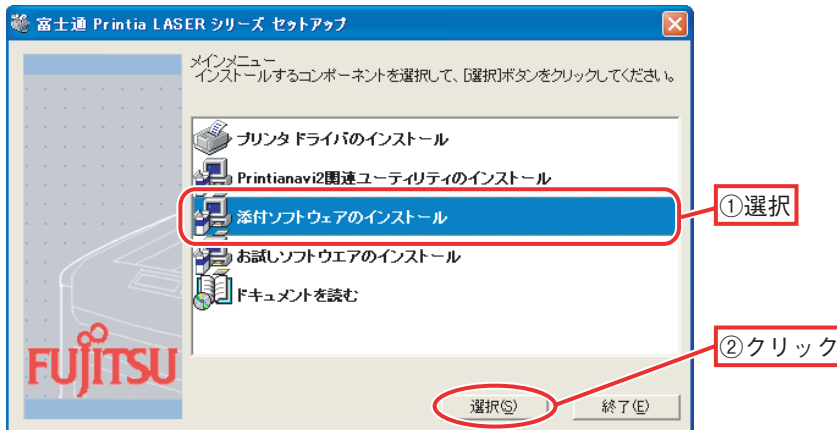 富士通 Printia LASER シリーズ セットアップ
メインメニュー
インストールするコンポーネントを選択して、[選択]ボタンをクリックしてください。
プリンタ ドライバのインストール
Printianavi2関連ユーティリティのインストール
添付ソフトウェアのインストール
①選択
お試しソフトウエアのインストール
ドキュメントを読む
FUJITSU
②クリック
選択(S)
終了(E)